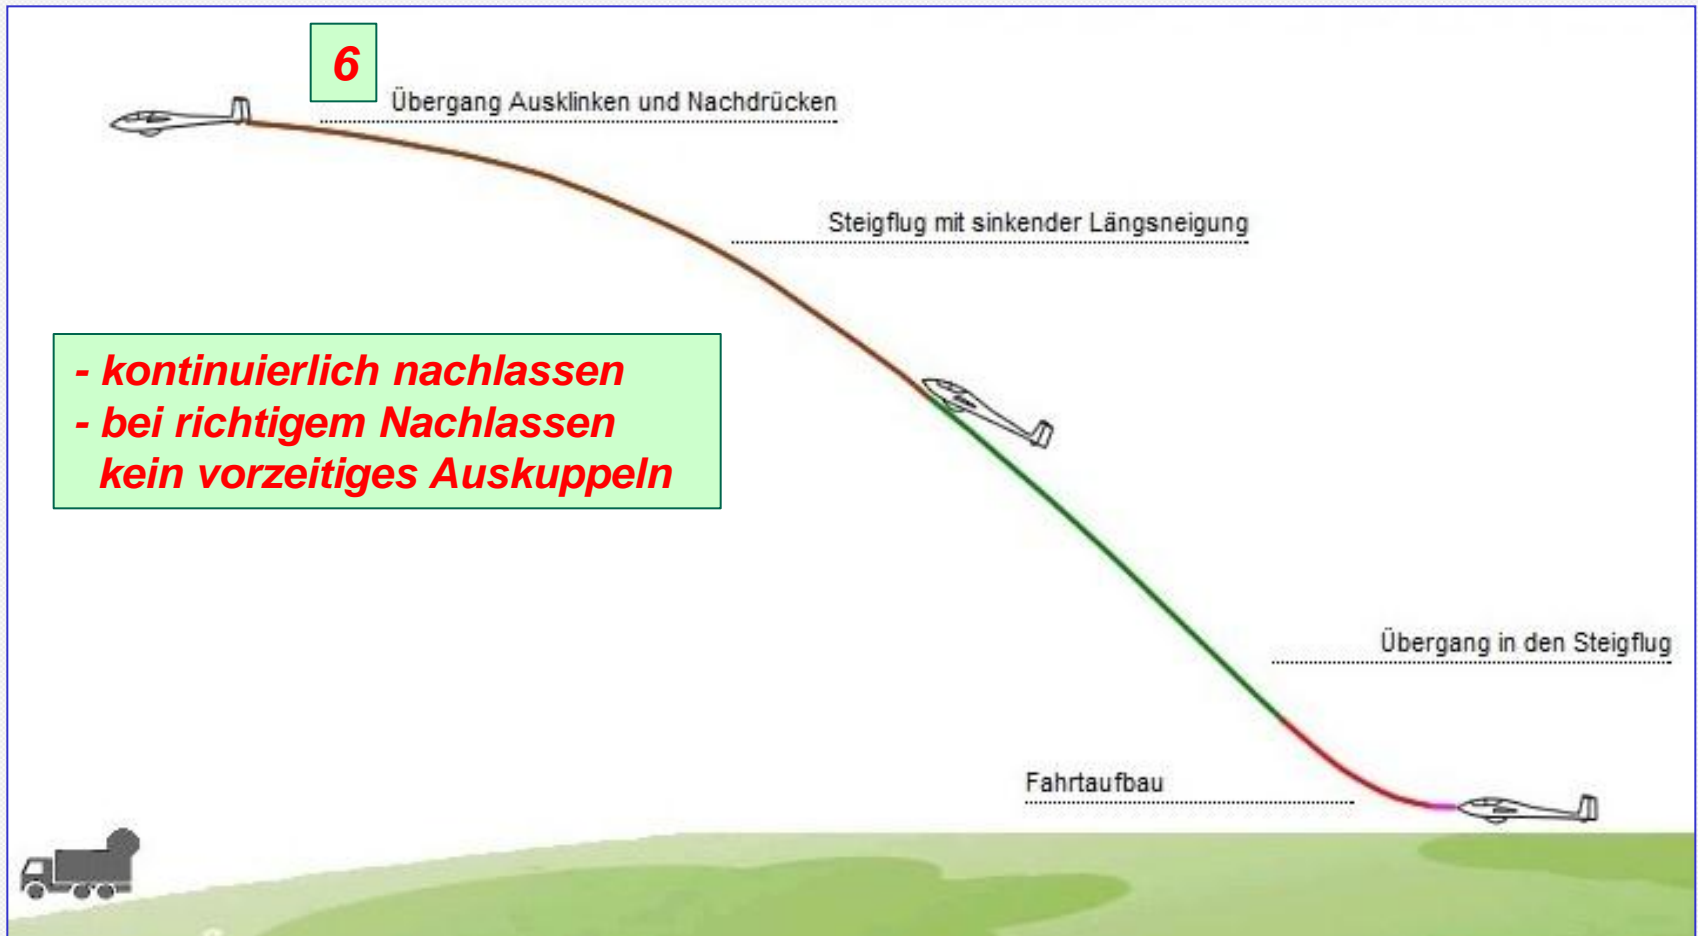 6
Übergang Ausklinken und Nachdrücken
Steigflug mit sinkender Längsneigung
- kontinuierlich nachlassen
- bei richtigem Nachlassen
kein vorzeitiges Auskuppeln
Übergang in den Steigflug
Fahrtaufbau